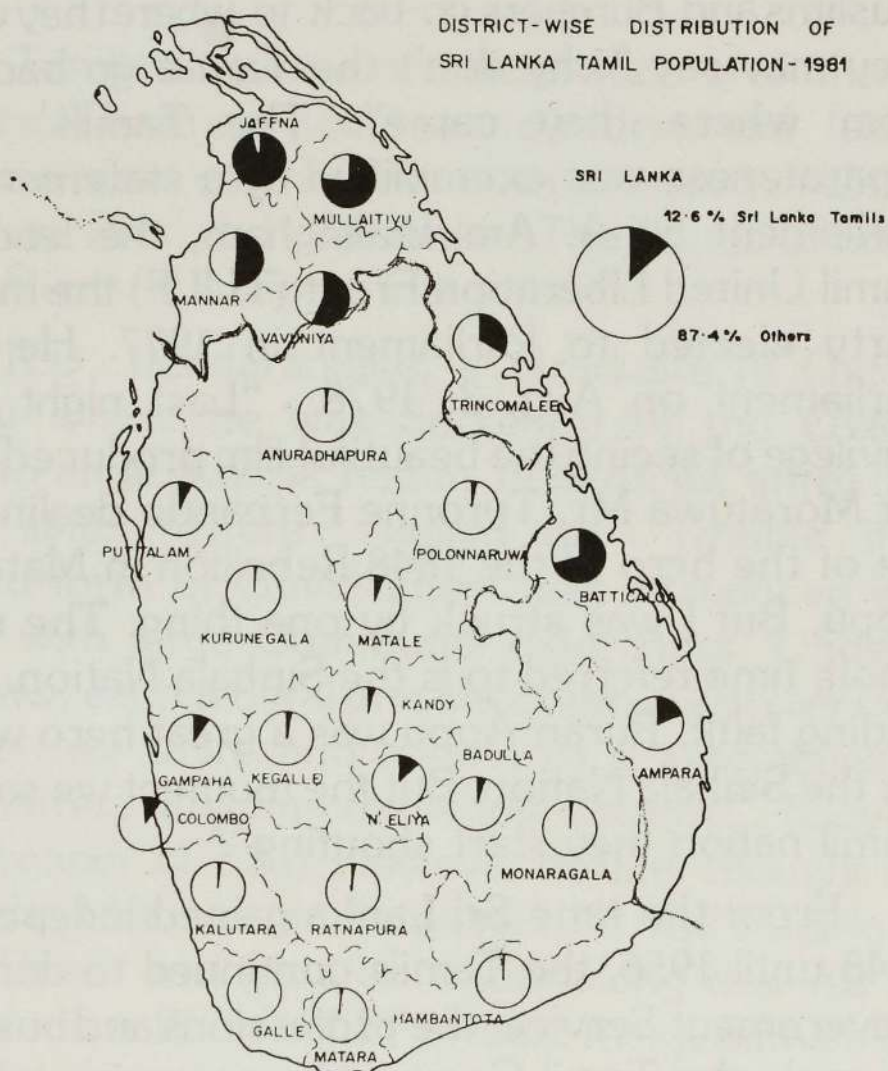 DISTRICT-WISE DISTRIBUTION OF
SRI LANKA TAMIL POPULATION-1981
SRI LANKA
12·6% Sri Lanka Tamils
87·4% Others
JAFFNA
MULLAITIVU
MANNAR
VAVUNIYA
TRINCOMALEE
ANURADHAPURA
PUTTALAM
POLONNARUWA
BATTICALOA
KURUNEGALA
MATALE
KANDY
GAMPAHA
KEGALLE
BADULLA
AMPARA
COLOMBO
N'ELIYA
MONARAGALA
KALUTARA
RATNAPURA
GALLE
HAMBANTOTA
MATARA